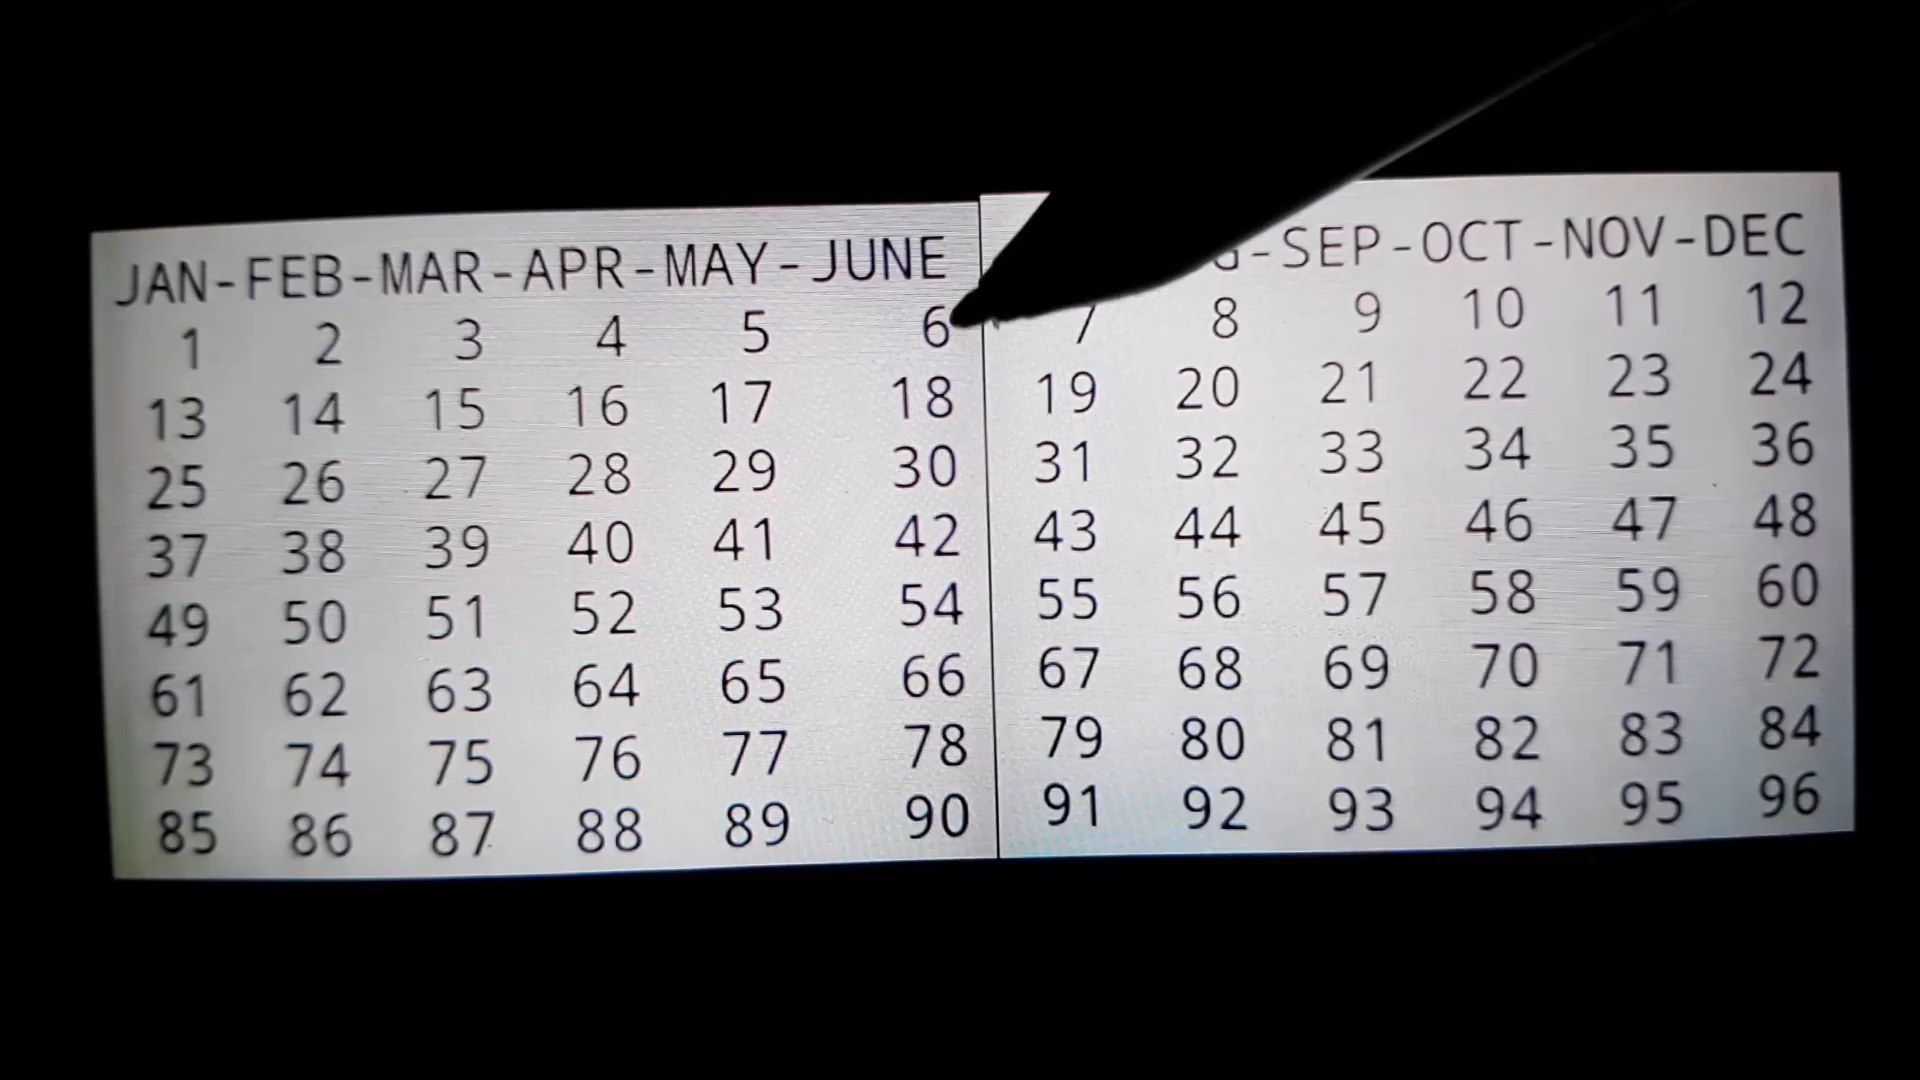 JAN-FEB-MAR-APR-MAY-JUNE G-SEP-OCT-NOV-DEC
1 2 3 4 5 6 7 8 9 10 11 12
13 14 15 16 17 18 19 20 21 22 23 24
25 26 27 28 29 30 31 32 33 34 35 36
37 38 39 40 41 42 43 44 45 46 47 48
49 50 51 52 53 54 55 56 57 58 59 60
61 62 63 64 65 66 67 68 69 70 71 72
73 74 75 76 77 78 79 80 81 82 83 84
85 86 87 88 89 90 91 92 93 94 95 96